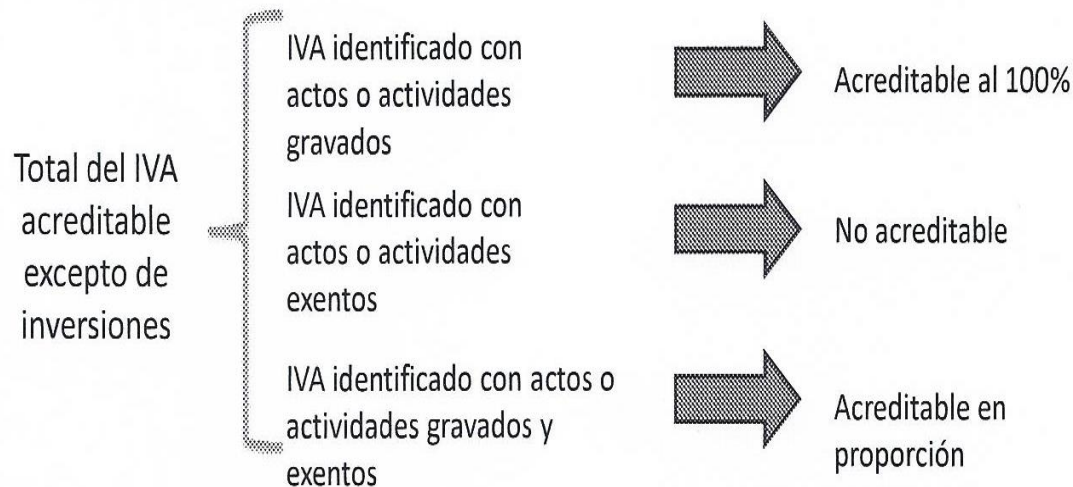 Total del IVA
acreditable
excepto de
inversiones
IVA identificado con
actos o actividades
gravados
Acreditable al 100%
IVA identificado con
actos o actividades
exentos
No acreditable
IVA identificado con actos o
actividades gravados y
exentos
Acreditable en
proporción